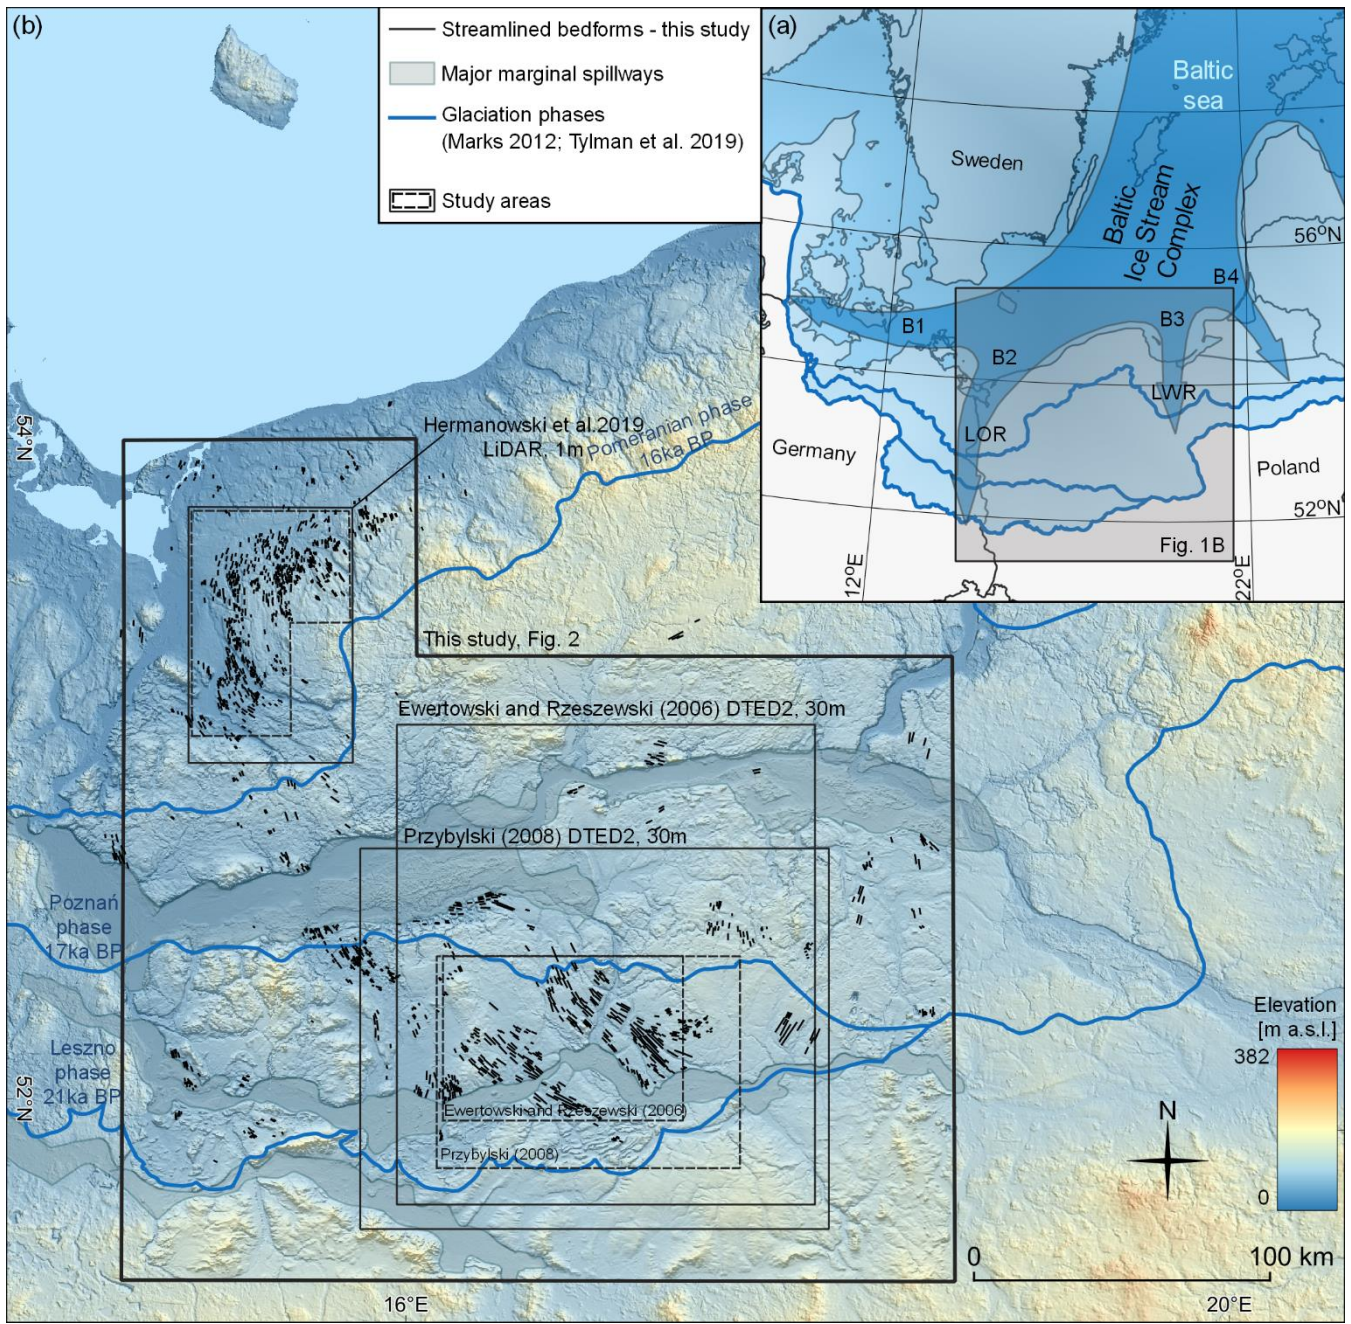 (b)
Streamlined bedforms - this study
Major marginal spillways
Glaciation phases
(Marks 2012; Tylman et al. 2019)
Study areas
(a)
Baltic
sea
Sweden
Baltic
Ice Stream
Complex
56°N
B4
B1
B3
B2
LWR
LOR
Germany
Poland
52°N
Fig. 1B
12°E
22°E
54°N
Hermanowski et al.2019
LiDAR, 1m
Pomeranian phase
16ka BP
This study, Fig. 2
Ewertowski and Rzeszewski (2006) DTED2, 30m
Przybylski (2008) DTED2, 30m
Poznań
phase
17ka BP
Leszno
phase
21ka BP
52°N
Ewertowski and Rzeszewski (2006)
Przybylski (2008)
Elevation
[m a.s.l.]
382
0
N
0
100 km
16°E
20°E